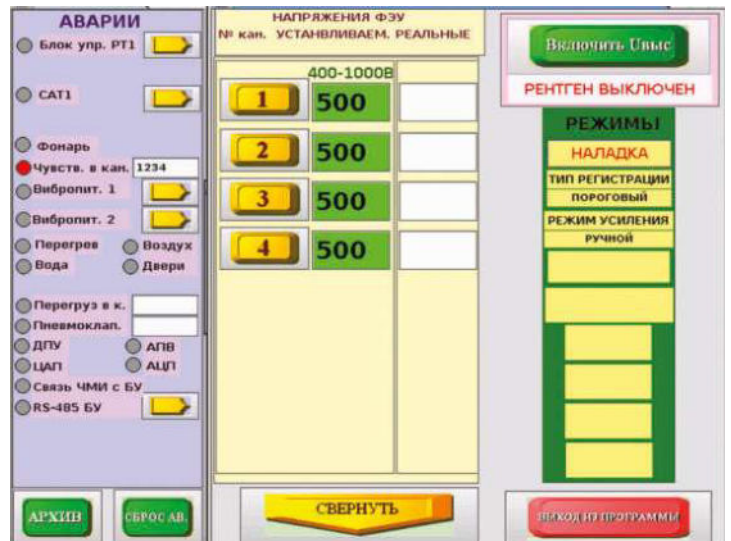 АВАРИИ
Блок упр. РТ1
САТ1
Фонарь
Чувств. в кан. 1234
Вибропит. 1
Вибропит. 2
Перегрев Воздух
Вода Двери
Перегруз в к.
Пневмоклап.
ДПУ АПВ
ЦАП АЦП
Связь ЧМИ с БУ
RS-485 БУ
АРХИВ СБРОС АВ.
НАПРЯЖЕНИЯ ФЭУ
№ кан. УСТАНВЛИВАЕМ. РЕАЛЬНЫЕ
400-1000В
1 500
2 500
3 500
4 500
СВЕРНУТЬ
Включить Uвыс
РЕНТГЕН ВЫКЛЮЧЕН
РЕЖИМЫ
НАЛАДКА
ТИП РЕГИСТРАЦИИ
ПОРОГОВЫЙ
РЕЖИМ УСИЛЕНИЯ
РУЧНОЙ
ВЫХОД ИЗ ПРОГРАММЫ